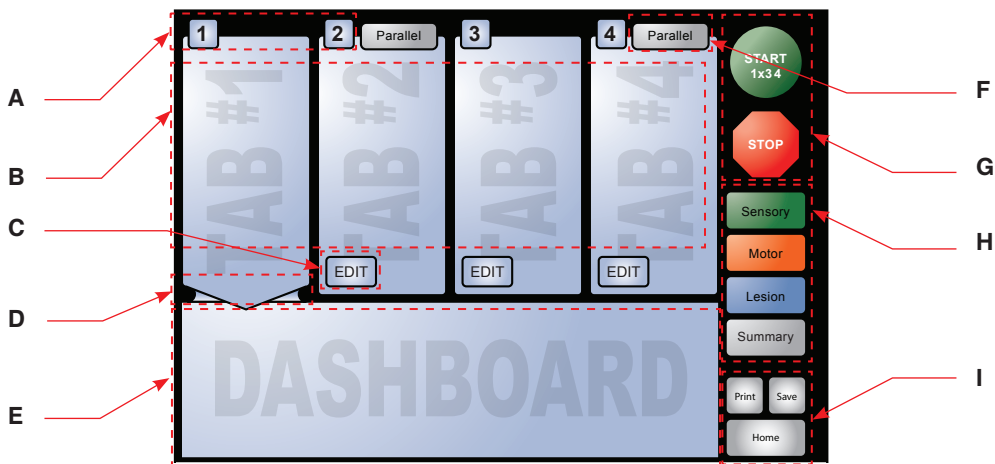 1
2
Parallel
3
4
Parallel
START
1x34
STOP
A
B
C
D
E
F
G
H
I
TAB #1
TAB #2
TAB #3
TAB #4
EDIT
EDIT
EDIT
Sensory
Motor
Lesion
Summary
DASHBOARD
Print
Save
Home